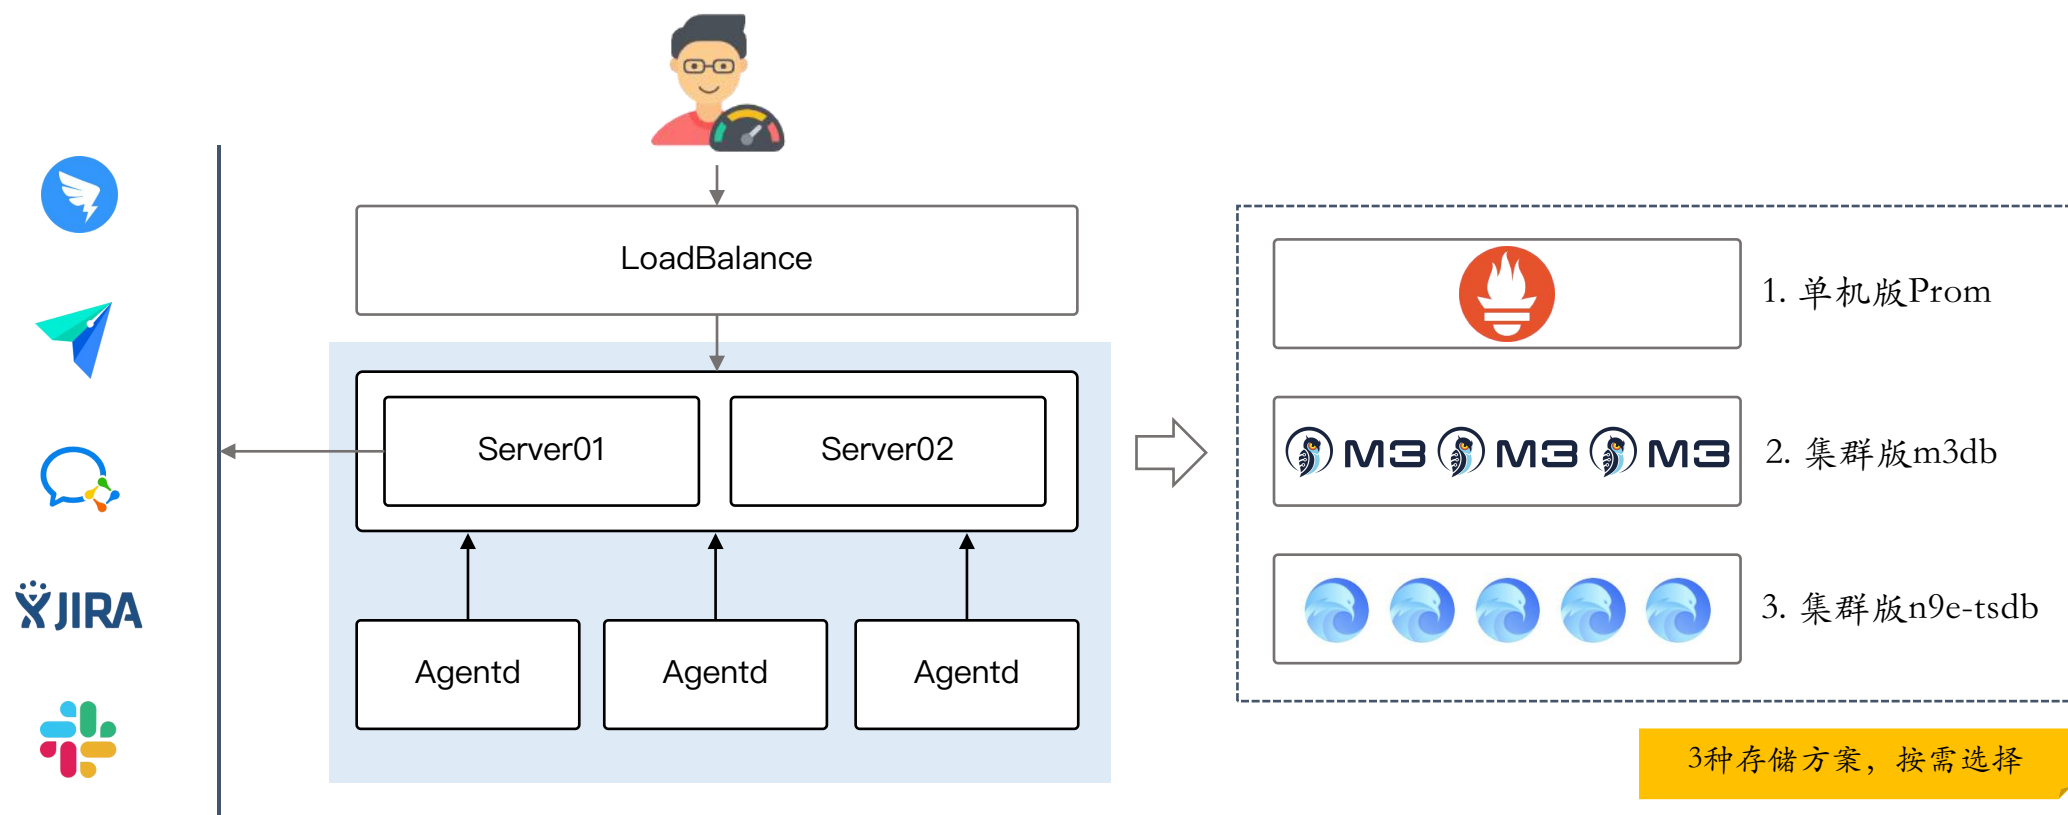 LoadBalance
Server01
Server02
Agentd
Agentd
Agentd
JIRA
1. 单机版Prom
M3 M3 M3
2. 集群版m3db
3. 集群版n9e-tsdb
3种存储方案，按需选择